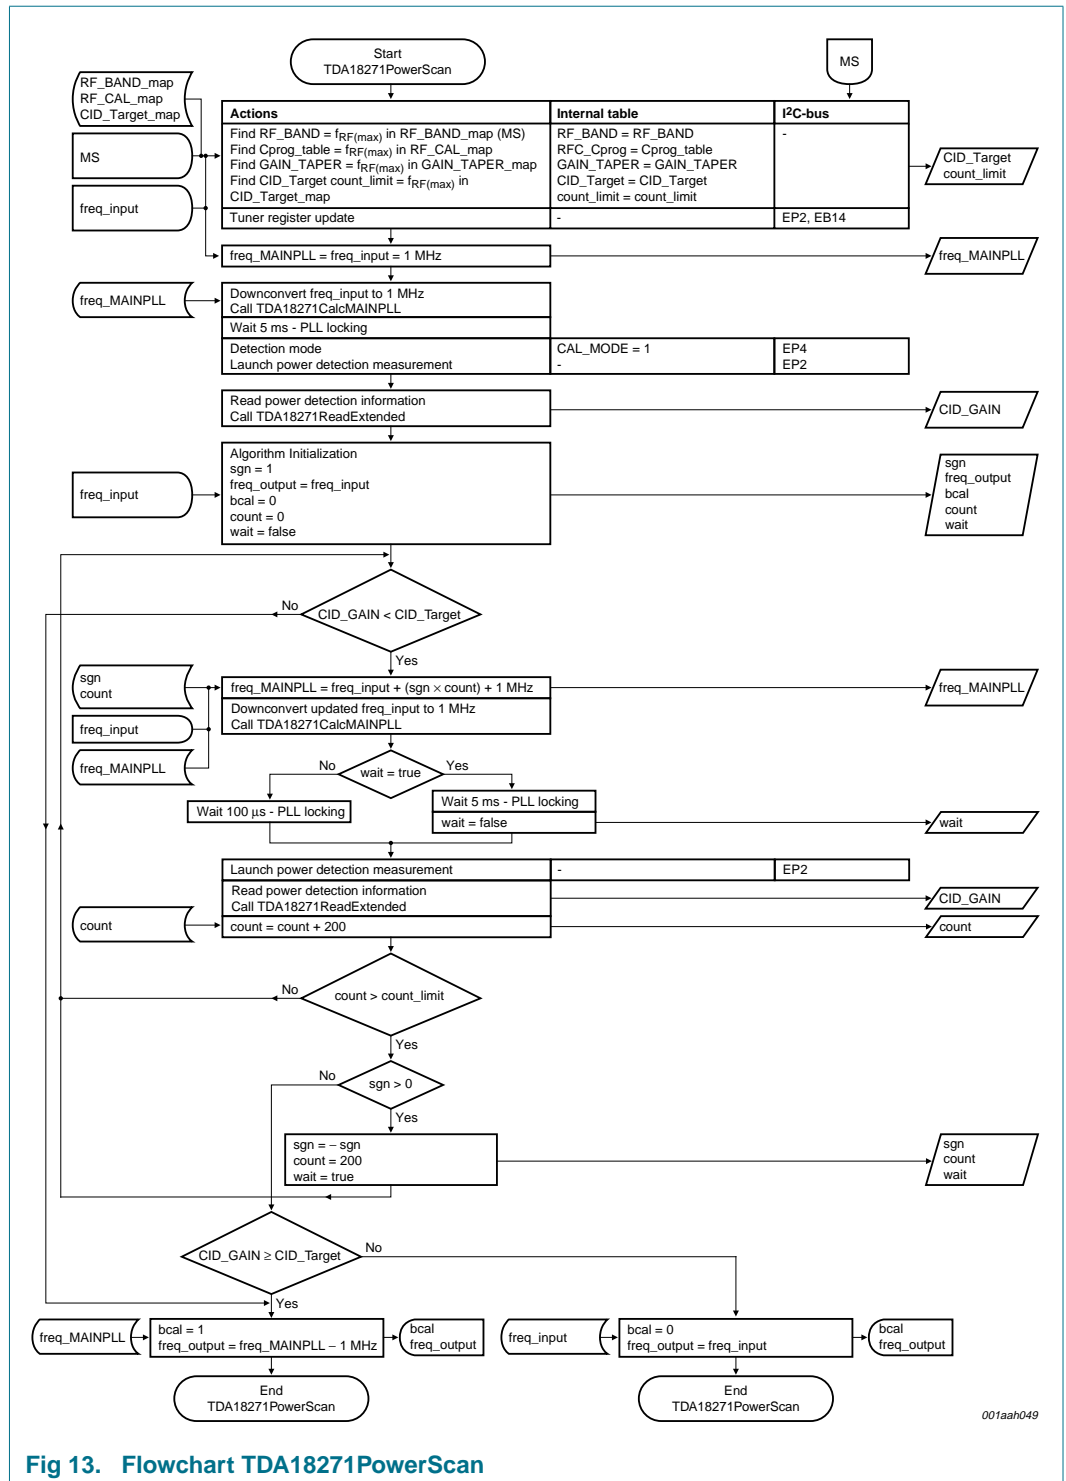 Start
TDA18271PowerScan
MS
RF_BAND_map
RF_CAL_map
CID_Target_map
MS
freq_input
Actions
Internal table
I2C-bus
Find RF_BAND = fRF(max) in RF_BAND_map (MS)
RF_BAND = RF_BAND
-
Find Cprog_table = fRF(max) in RF_CAL_map
RFC_Cprog = Cprog_table
Find GAIN_TAPER = fRF(max) in GAIN_TAPER_map
GAIN_TAPER = GAIN_TAPER
Find CID_Target count_limit = fRF(max) in
CID_Target = CID_Target
CID_Target_map
count_limit = count_limit
Tuner register update
-
EP2, EB14
CID_Target
count_limit
freq_MAINPLL = freq_input = 1 MHz
freq_MAINPLL
freq_MAINPLL
Downconvert freq_input to 1 MHz
Call TDA18271CalcMAINPLL
Wait 5 ms - PLL locking
Detection mode
CAL_MODE = 1
EP4
Launch power detection measurement
-
EP2
Read power detection information
Call TDA18271ReadExtended
CID_GAIN
freq_input
Algorithm Initialization
sgn = 1
freq_output = freq_input
bcal = 0
count = 0
wait = false
sgn
freq_output
bcal
count
wait
No
CID_GAIN < CID_Target
Yes
sgn
count
freq_input
freq_MAINPLL
freq_MAINPLL = freq_input + (sgn × count) + 1 MHz
Downconvert updated freq_input to 1 MHz
Call TDA18271CalcMAINPLL
freq_MAINPLL
No
wait = true
Yes
Wait 100 μs - PLL locking
Wait 5 ms - PLL locking
wait = false
wait
Launch power detection measurement
-
EP2
Read power detection information
Call TDA18271ReadExtended
CID_GAIN
count
count = count + 200
count
No
count > count_limit
Yes
No
sgn > 0
Yes
sgn = − sgn
count = 200
wait = true
sgn
count
wait
CID_GAIN ≥ CID_Target
No
Yes
freq_MAINPLL
bcal = 1
freq_output = freq_MAINPLL − 1 MHz
bcal
freq_output
freq_input
bcal = 0
freq_output = freq_input
bcal
freq_output
End
TDA18271PowerScan
End
TDA18271PowerScan
001aah049
Fig 13. Flowchart TDA18271PowerScan